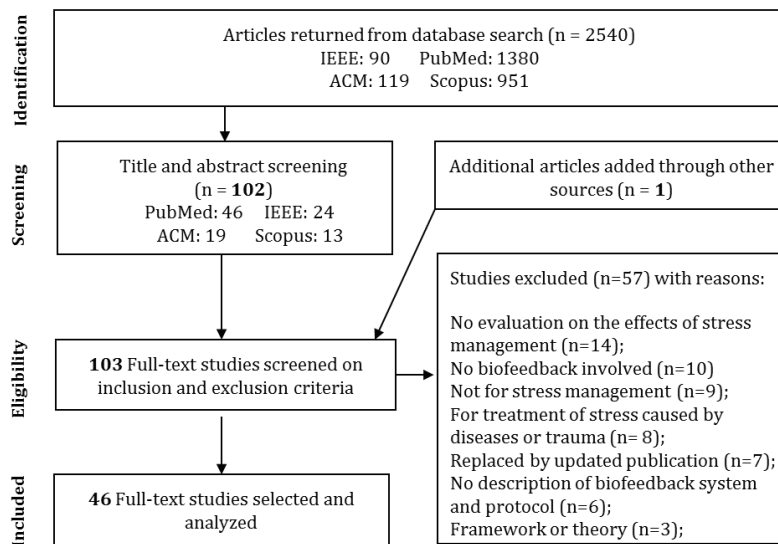 Identification
Articles returned from database search (n = 2540)
IEEE: 90 PubMed: 1380
ACM: 119 Scopus: 951
Screening
Title and abstract screening
(n = 102)
PubMed: 46 IEEE: 24
ACM: 19 Scopus: 13
Additional articles added through other
sources (n = 1)
Eligibility
103 Full-text studies screened on
inclusion and exclusion criteria
Studies excluded (n=57) with reasons:
No evaluation on the effects of stress
management (n=14);
No biofeedback involved (n=10)
Not for stress management (n=9);
For treatment of stress caused by
diseases or trauma (n= 8);
Replaced by updated publication (n=7);
No description of biofeedback system
and protocol (n=6);
Framework or theory (n=3);
Included
46 Full-text studies selected and
analyzed